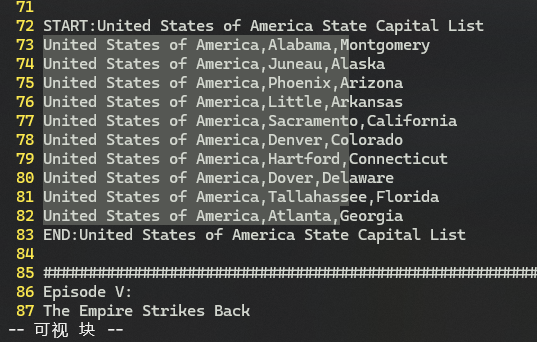 71
72 START:United States of America State Capital List
73 United States of America,Alabama,Montgomery
74 United States of America,Juneau,Alaska
75 United States of America,Phoenix,Arizona
76 United States of America,Little,Arkansas
77 United States of America,Sacramento,California
78 United States of America,Denver,Colorado
79 United States of America,Hartford,Connecticut
80 United States of America,Dover,Delaware
81 United States of America,Tallahassee,Florida
82 United States of America,Atlanta,Georgia
83 END:United States of America State Capital List
84
85 #######################################################
86 Episode V:
87 The Empire Strikes Back
-- 可视 块 --